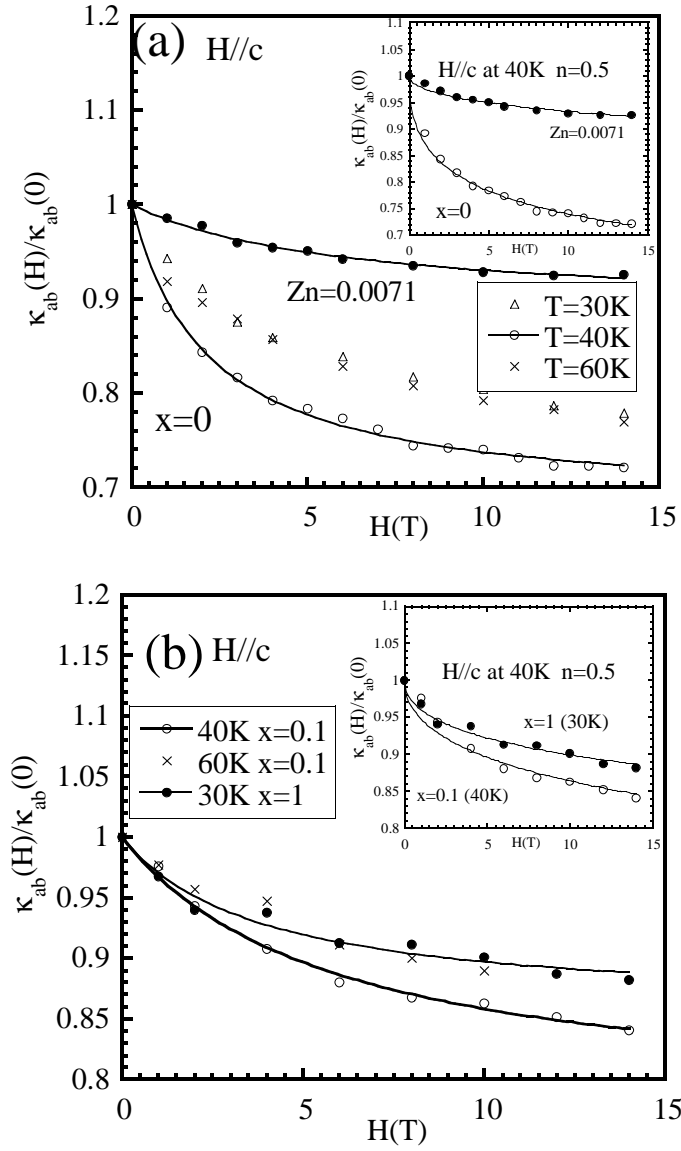 (a)
H//c
κab(H)/κab(0)
1.2
1.1
1
0.9
0.8
0.7
0
5
10
15
H(T)
Zn=0.0071
x=0
T=30K
T=40K
T=60K
κab(H)/κab(0)
1.1
1.05
1
0.95
0.9
0.85
0.8
0.75
0.7
0
5
10
15
H(T)
H//c at 40K n=0.5
Zn=0.0071
x=0
(b)
H//c
κab(H)/κab(0)
1.2
1.15
1.1
1.05
1
0.95
0.9
0.85
0.8
0
5
10
15
H(T)
40K x=0.1
60K x=0.1
30K x=1
κab(H)/κab(0)
1.1
1.05
1
0.95
0.9
0.85
0.8
0
5
10
15
H(T)
H//c at 40K n=0.5
x=1 (30K)
x=0.1 (40K)